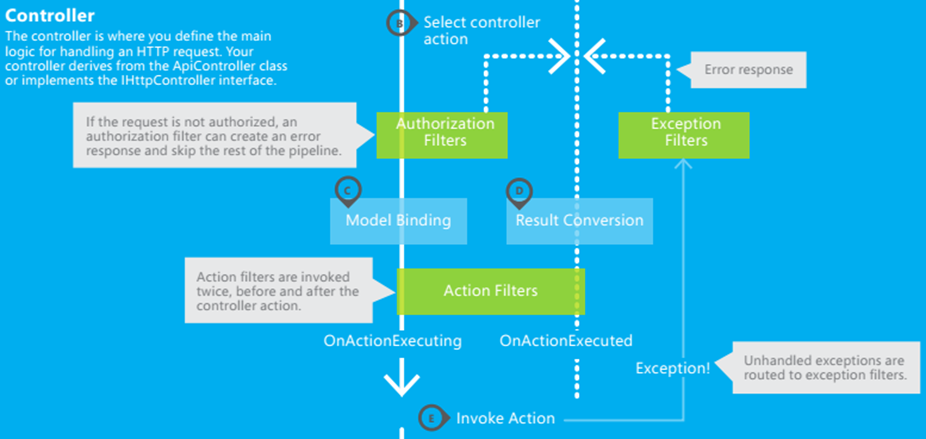 Controller
The controller is where you define the main
logic for handling an HTTP request. Your
controller derives from the ApiController class
or implements the IHttpController interface.
B
Select controller
action
Error response
If the request is not authorized, an
authorization filter can create an error
response and skip the rest of the pipeline.
Authorization
Filters
Exception
Filters
C
Model Binding
D
Result Conversion
Action filters are invoked
twice, before and after the
controller action.
Action Filters
OnActionExecuting
OnActionExecuted
Exception!
Unhandled exceptions are
routed to exception filters.
E
Invoke Action